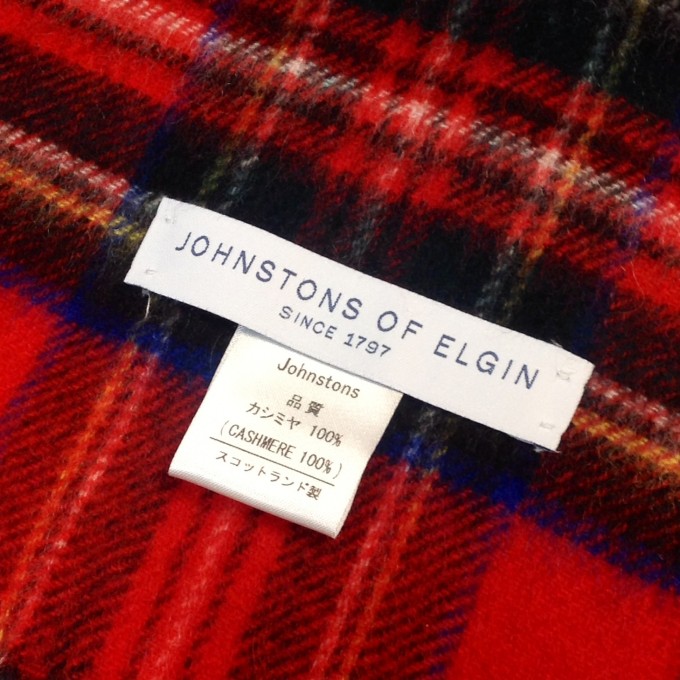 JOHNSTONS OF ELGIN
SINCE 1797
Johnstons
品質
カシミヤ 100%
(CASHMERE 100%)
スコットランド製